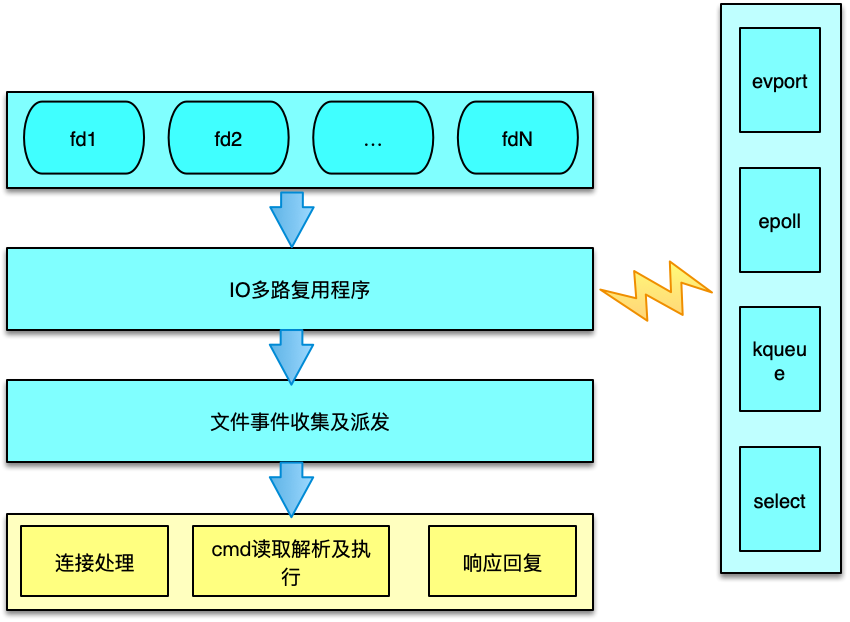 fd1
fd2
…
fdN
IO多路复用程序
文件事件收集及派发
连接处理
cmd读取解析及执
行
响应回复
evport
epoll
kqueu
e
select